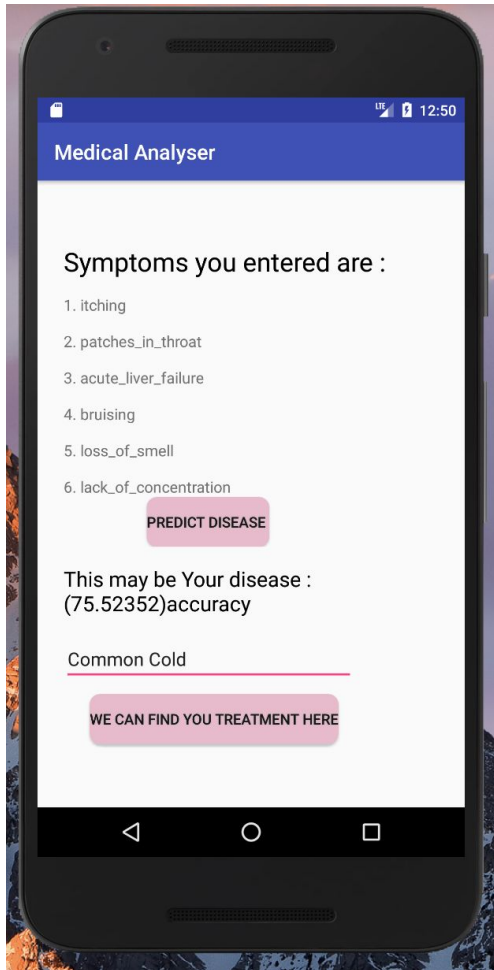 LTE 12:50
Medical Analyser
Symptoms you entered are :
1. itching
2. patches_in_throat
3. acute_liver_failure
4. bruising
5. loss_of_smell
6. lack_of_concentration
PREDICT DISEASE
This may be Your disease :
(75.52352)accuracy
Common Cold
WE CAN FIND YOU TREATMENT HERE